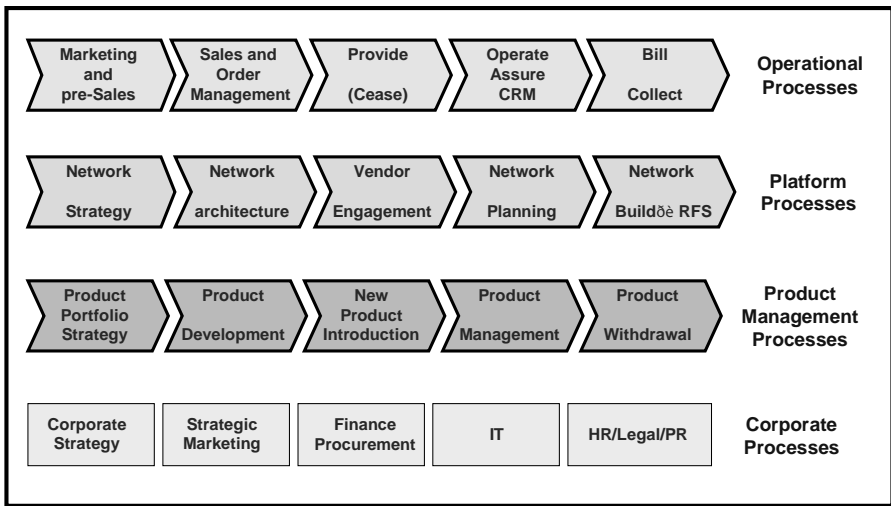 Marketing
and
pre-Sales
Sales and
Order
Management
Provide
(Cease)
Operate
Assure
CRM
Bill
Collect
Operational
Processes
Network
Strategy
Network
architecture
Vendor
Engagement
Network
Planning
Network
Buildðè RFS
Platform
Processes
Product
Portfolio
Strategy
Product
Development
New
Product
Introduction
Product
Management
Product
Withdrawal
Product
Management
Processes
Corporate
Strategy
Strategic
Marketing
Finance
Procurement
IT
HR/Legal/PR
Corporate
Processes